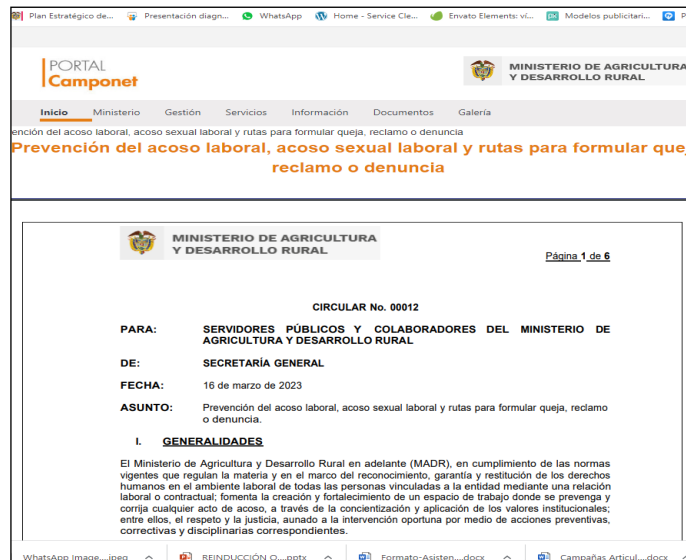 Plan Estratégico de... Presentación diagn... WhatsApp Home - Service Cle... Envato Elements: ví... Modelos publicitari... P
PORTAL
Camponet
MINISTERIO DE AGRICULTURA
Y DESARROLLO RURAL
Inicio Ministerio Gestión Servicios Información Documentos Galería
ención del acoso laboral, acoso sexual laboral y rutas para formular queja, reclamo o denuncia
Prevención del acoso laboral, acoso sexual laboral y rutas para formular quej
reclamo o denuncia
MINISTERIO DE AGRICULTURA
Y DESARROLLO RURAL
Página 1 de 6
CIRCULAR No. 00012
PARA: SERVIDORES PÚBLICOS Y COLABORADORES DEL MINISTERIO DE
AGRICULTURA Y DESARROLLO RURAL
DE: SECRETARÍA GENERAL
FECHA: 16 de marzo de 2023
ASUNTO: Prevención del acoso laboral, acoso sexual laboral y rutas para formular queja, reclamo
o denuncia.
I. GENERALIDADES
El Ministerio de Agricultura y Desarrollo Rural en adelante (MADR), en cumplimiento de las normas
vigentes que regulan la materia y en el marco del reconocimiento, garantía y restitución de los derechos
humanos en el ambiente laboral de todas las personas vinculadas a la entidad mediante una relación
laboral o contractual; fomenta la creación y fortalecimiento de un espacio de trabajo donde se prevenga y
corrija cualquier acto de acoso, a través de la concientización y aplicación de los valores institucionales;
entre ellos, el respeto y la justicia, aunado a la intervención oportuna por medio de acciones preventivas,
correctivas y disciplinarias correspondientes.
WhatsApp Image....jpeg REINDUCCIÓN O....pptx Formato-Asisten....docx Campañas Articul....docx